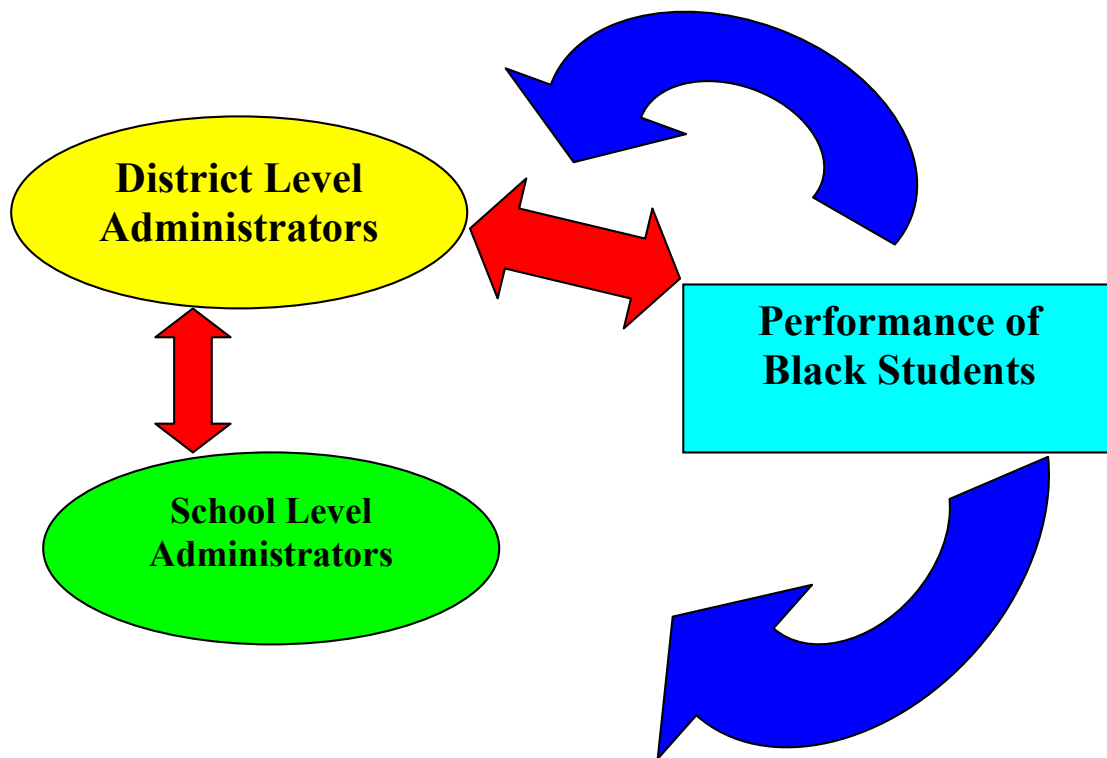 District Level
Administrators
Performance of
Black Students
School Level
Administrators